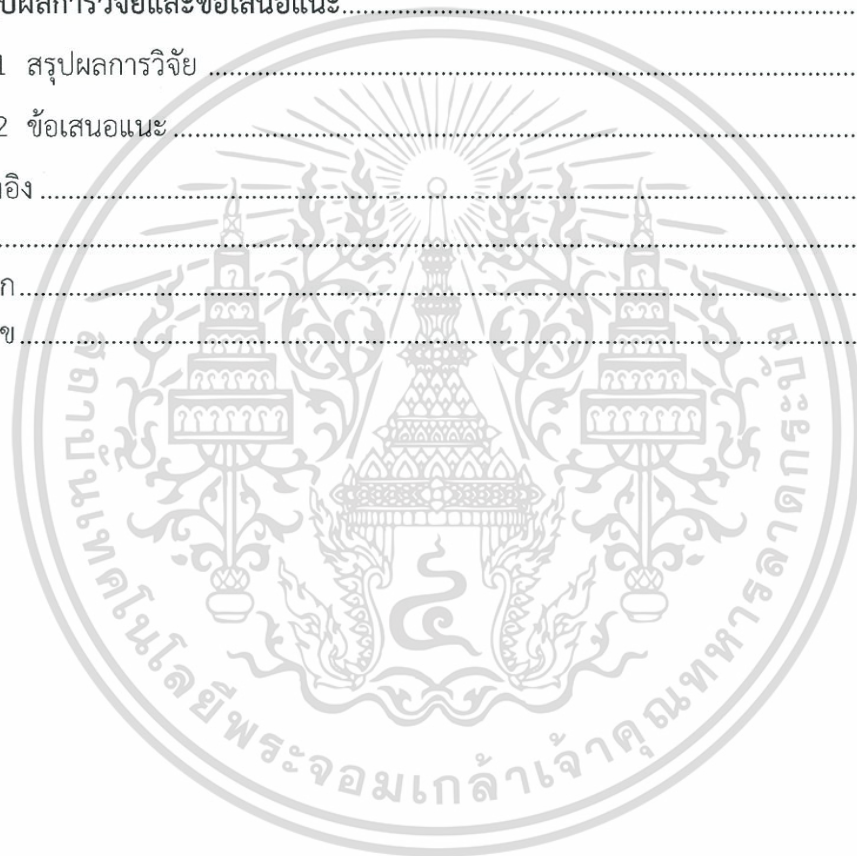 ผลการวิจัยและข้อเสนอแนะ................................................................
1 สรุปผลการวิจัย ................................................................
2 ข้อเสนอแนะ ................................................................
อิง ................................................................
................................................................
ก ................................................................
ข ................................................................
สถาบันเทคโนโลยีพระจอมเกล้าเจ้าคุณทหารลาดกระบัง
๔